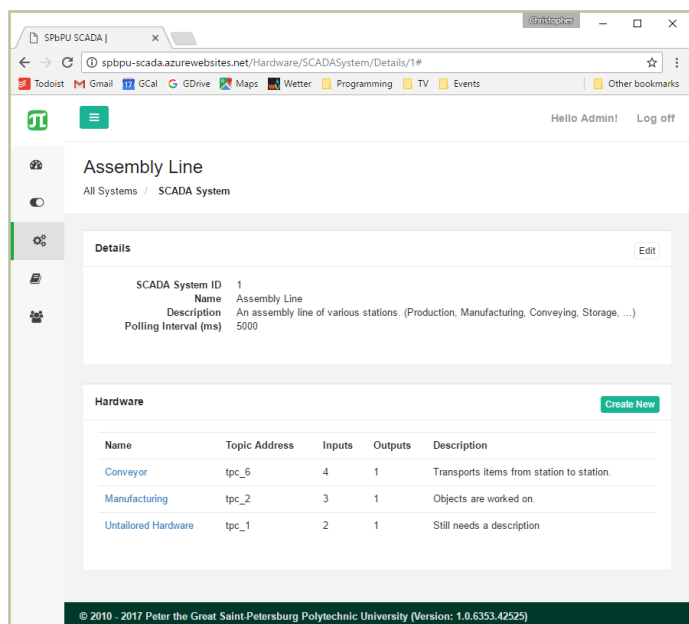 Christopher
SPbPU SCADA |
spbpu-scada.azurewebsites.net/Hardware/SCADASystem/Details/1#
Todoist Gmail 17 GCal G GDrive Maps Wetter Programming TV Events Other bookmarks
Hello Admin! Log off
Assembly Line
All Systems / SCADA System
Details Edit
SCADA System ID 1
Name Assembly Line
Description An assembly line of various stations. (Production, Manufacturing, Conveying, Storage, ...)
Polling Interval (ms) 5000
Hardware Create New
Name Topic Address Inputs Outputs Description
Conveyor tpc_6 4 1 Transports items from station to station.
Manufacturing tpc_2 3 1 Objects are worked on.
Untailored Hardware tpc_1 2 1 Still needs a description
© 2010 - 2017 Peter the Great Saint-Petersburg Polytechnic University (Version: 1.0.6353.42525)